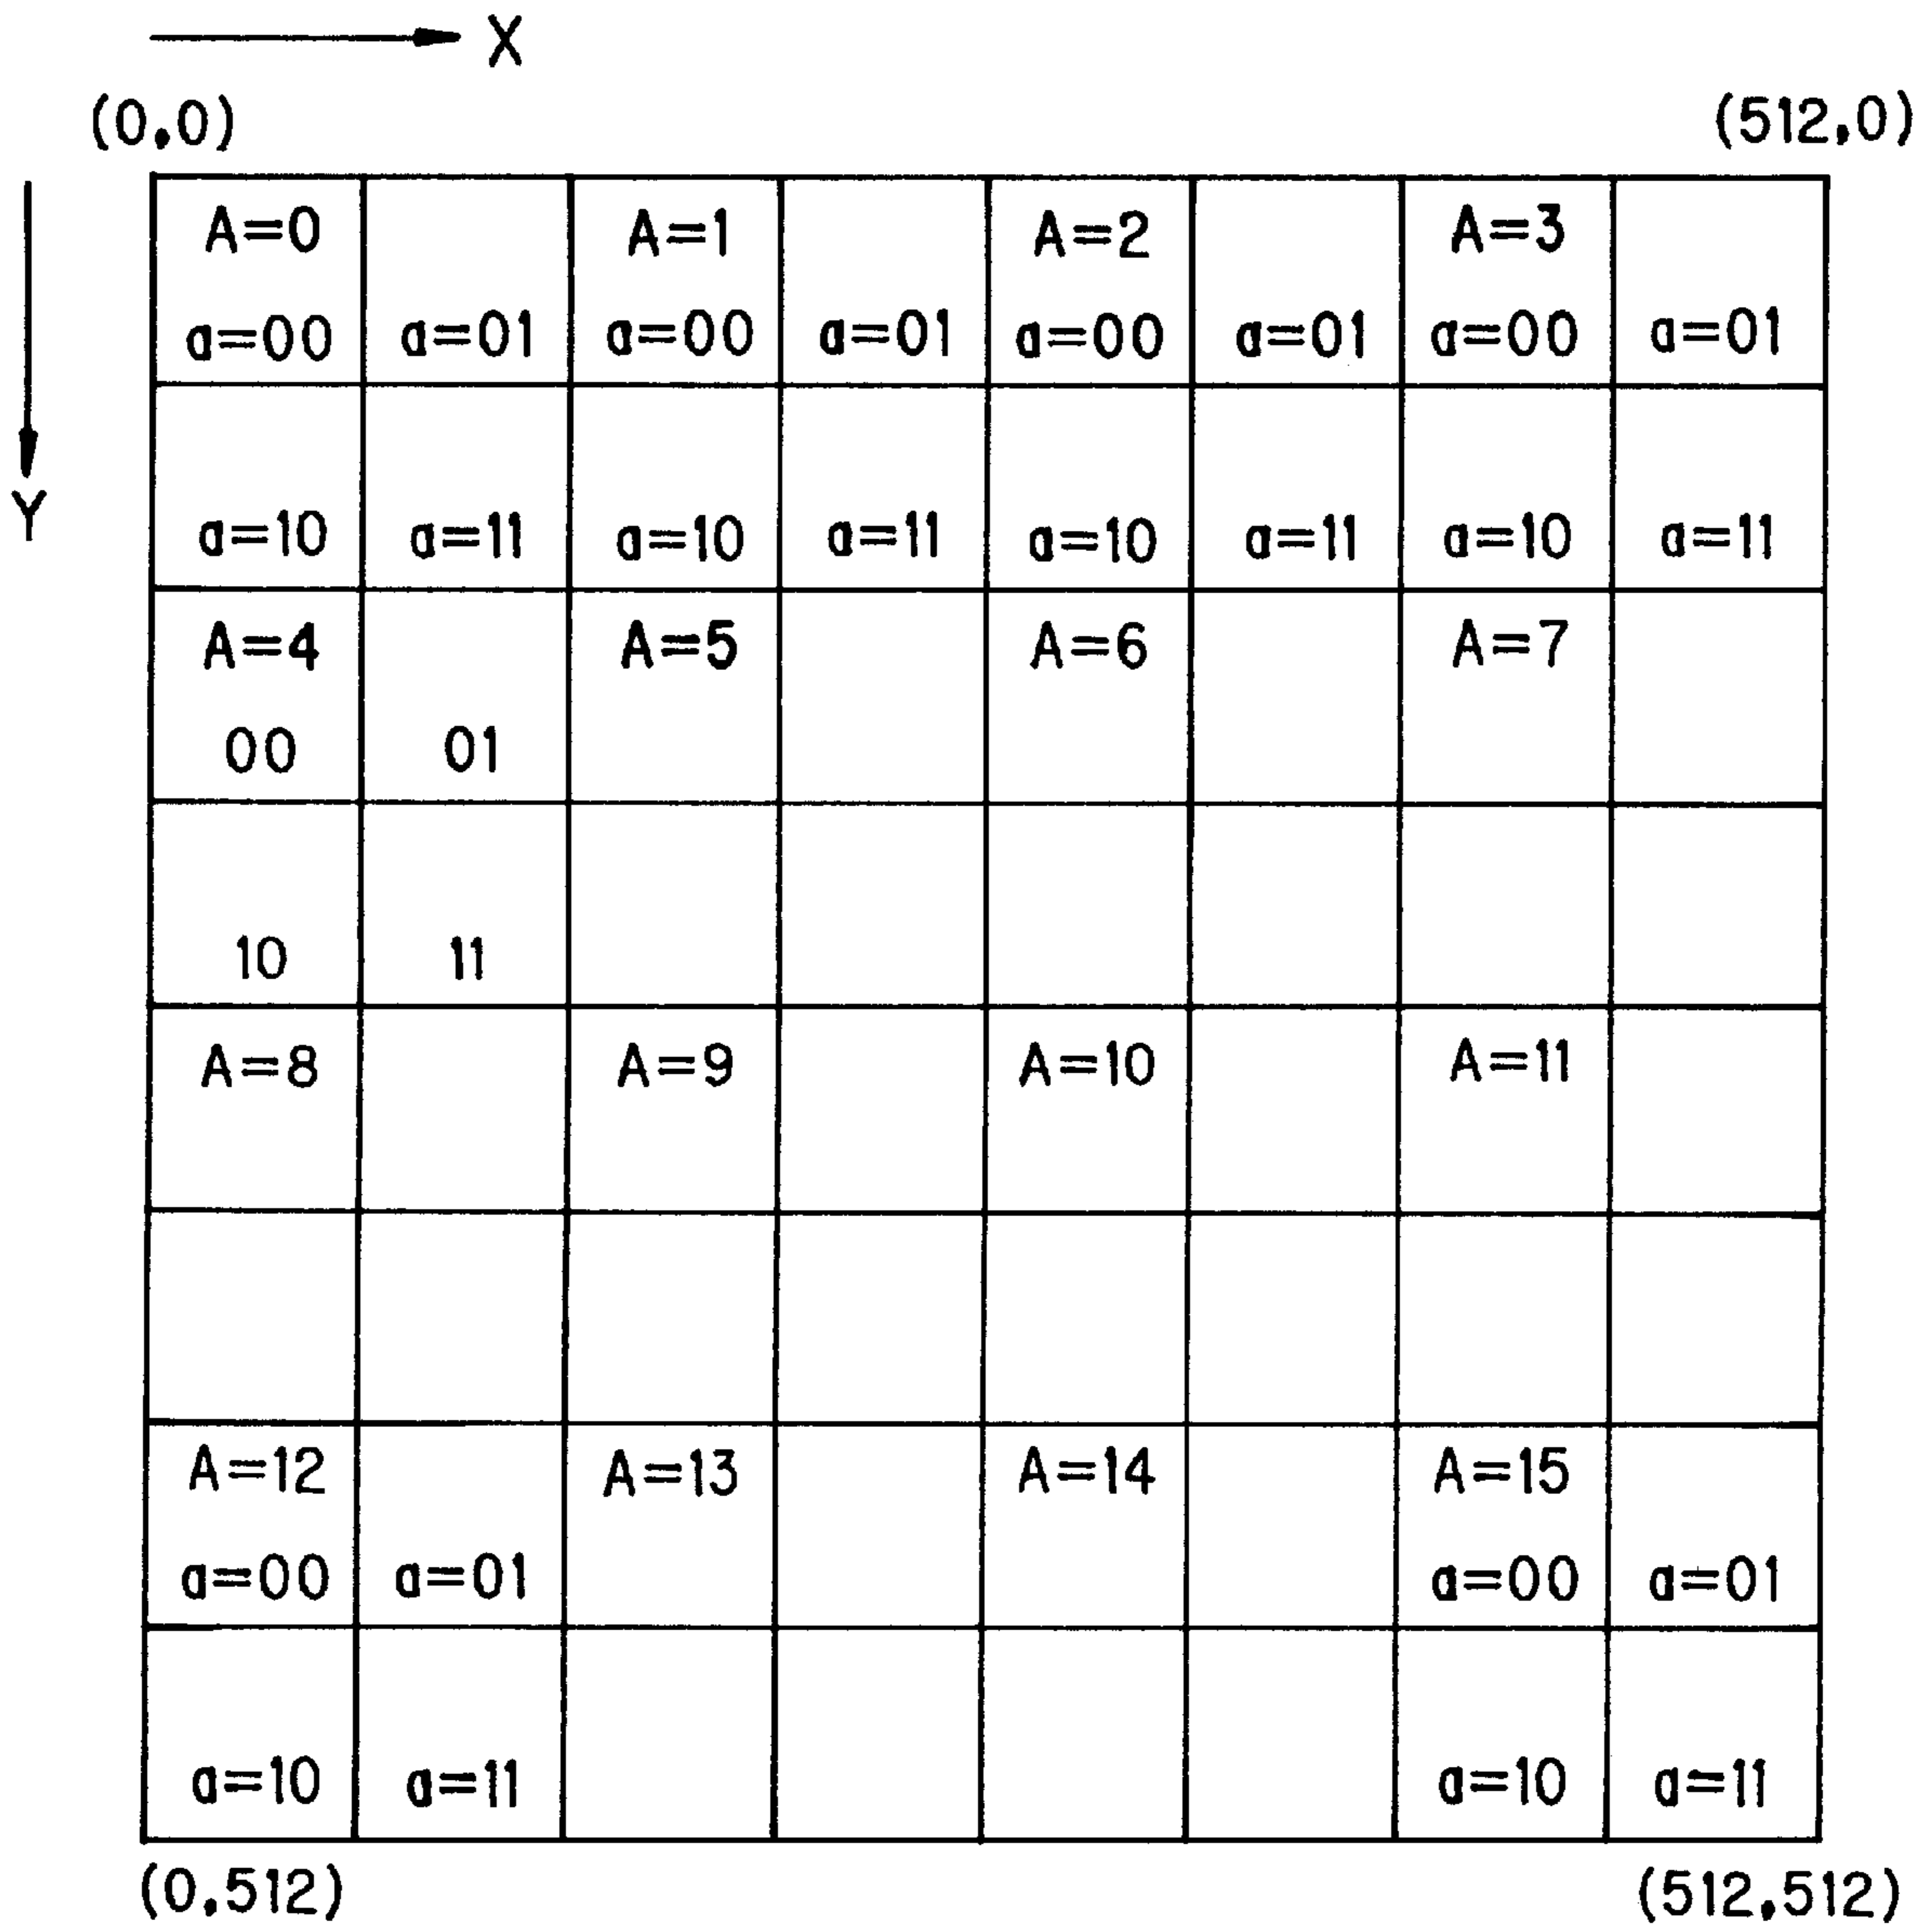 X
(0,0) (512,0)
A=0 A=1 A=2 A=3
a=00 a=01 a=00 a=01 a=00 a=01 a=00 a=01
Y
a=10 a=11 a=10 a=11 a=10 a=11 a=10 a=11
A=4 A=5 A=6 A=7
00 01
10 11
A=8 A=9 A=10 A=11
A=12 A=13 A=14 A=15
a=00 a=01 a=00 a=01
a=10 a=11 a=10 a=11
(0,512) (512,512)